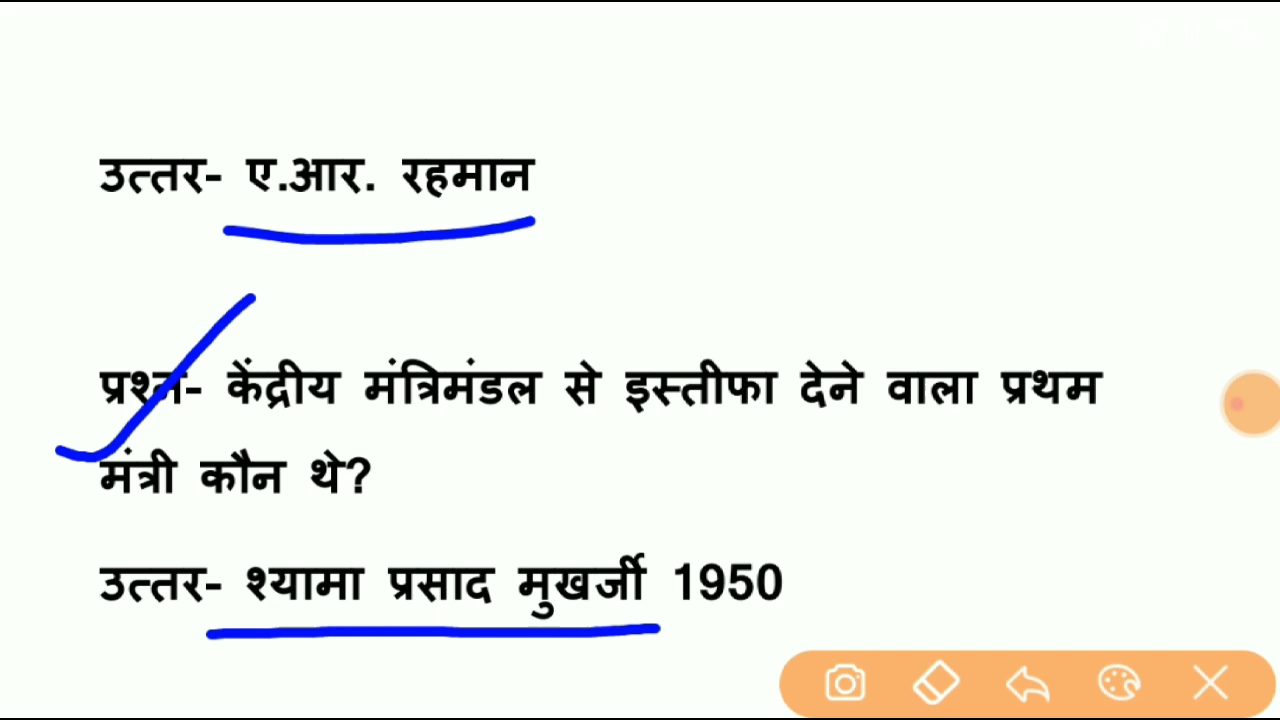 उत्तर- ए.आर. रहमान
प्रश्न- केंद्रीय मंत्रिमंडल से इस्तीफा देने वाला प्रथम
मंत्री कौन थे?
उत्तर- श्यामा प्रसाद मुखर्जी 1950